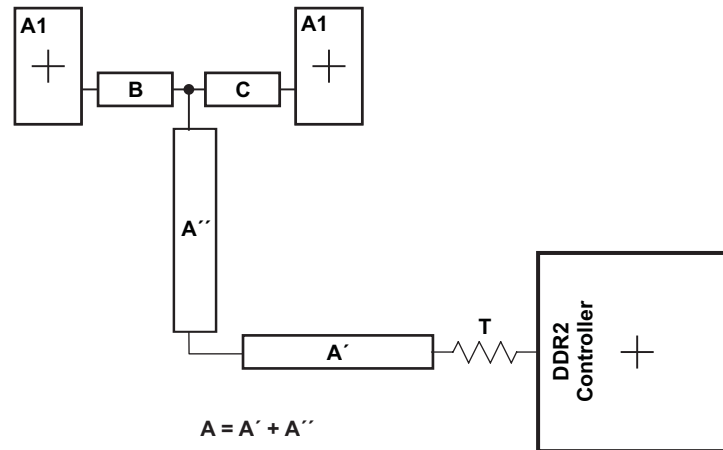 A1
A1
B
C
A´´
T
A´
DDR2
Controller
A = A´ + A´´